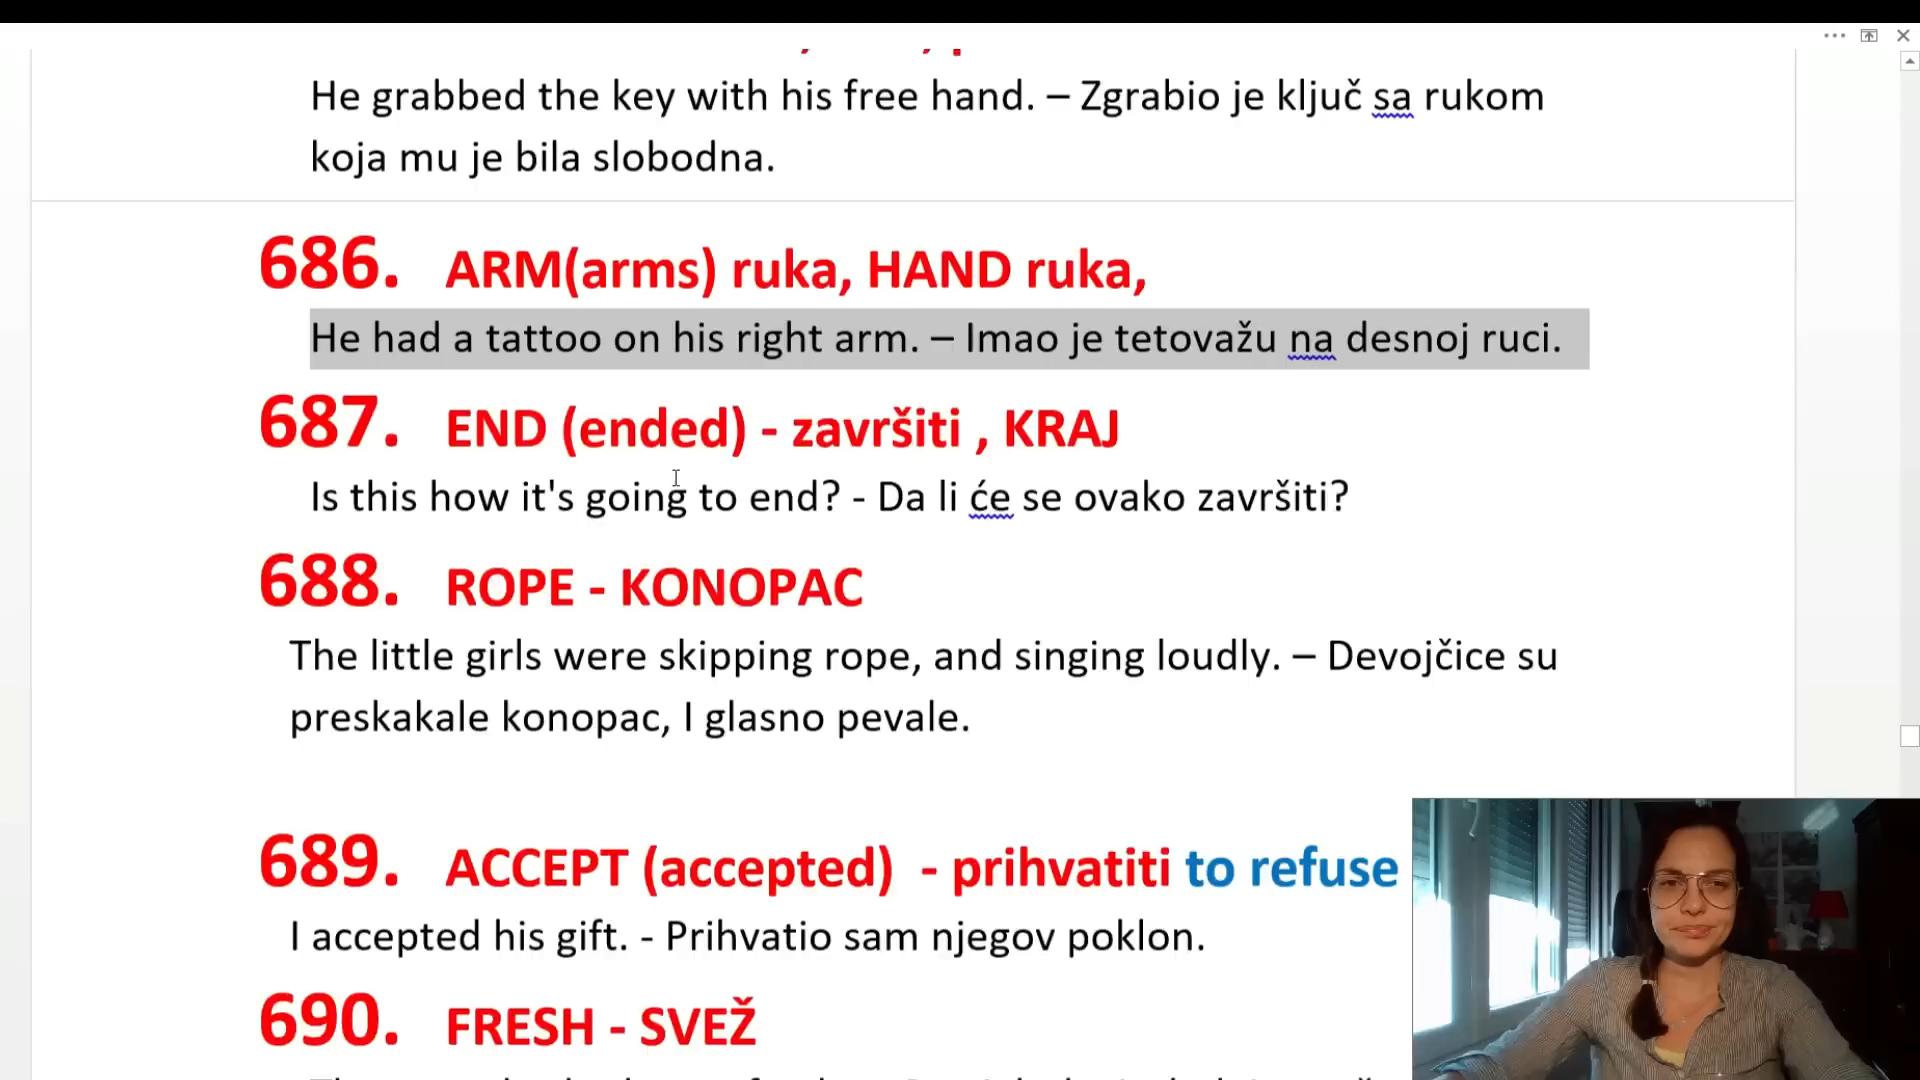 He grabbed the key with his free hand. – Zgrabio je ključ sa rukom
koja mu je bila slobodna.
686. ARM(arms) ruka, HAND ruka,
He had a tattoo on his right arm. – Imao je tetovažu na desnoj ruci.
687. END (ended) - završiti , KRAJ
Is this how it's going to end? - Da li će se ovako završiti?
688. ROPE - KONOPAC
The little girls were skipping rope, and singing loudly. – Devojčice su
preskakale konopac, I glasno pevale.
689. ACCEPT (accepted) - prihvatiti to refuse
I accepted his gift. - Prihvatio sam njegov poklon.
690. FRESH - SVEŽ